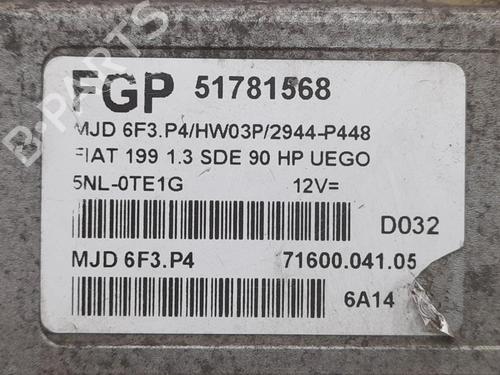 FGP 51781568
MJD 6F3.P4/HW03P/2944-P448
FIAT 199 1.3 SDE 90 HP UEGO
5NL-0TE1G 12V=
D032
MJD 6F3.P4 71600.041.05
6A14
B-PARTS